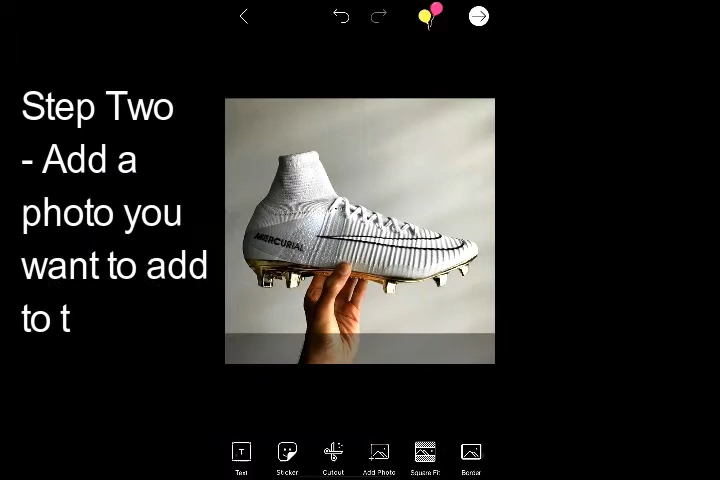 Step Two
- Add a
photo you
want to add
to t
MERCURIAL
Text
Sticker
Cutout
Add Photo
Square Fit
Border